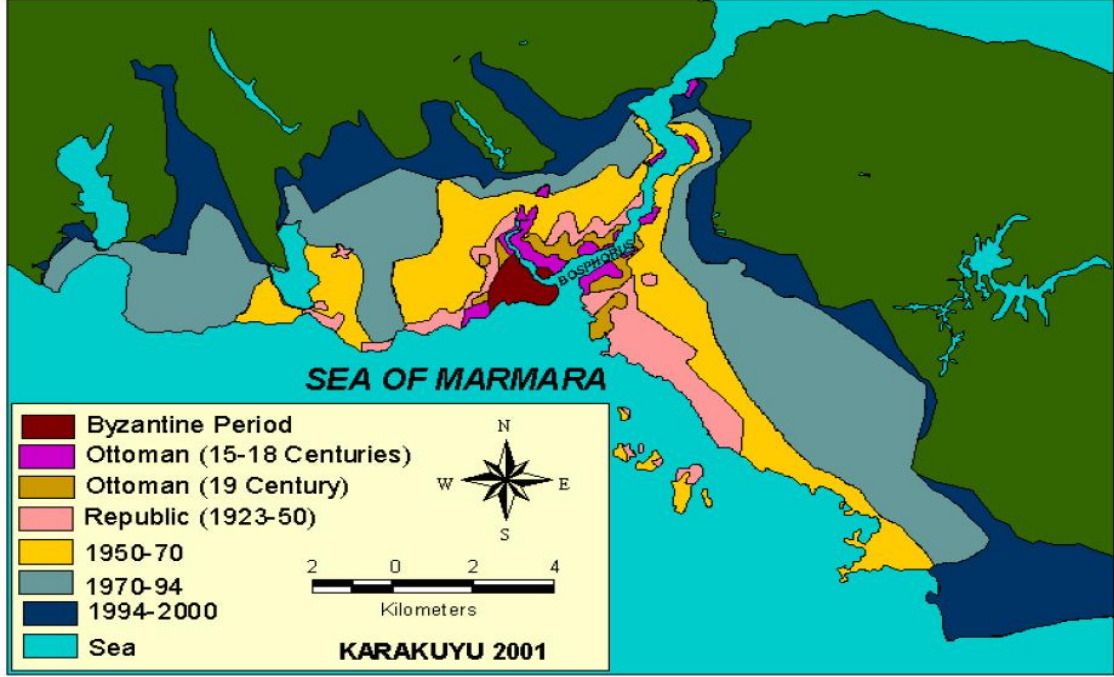 BOSPHORUS
SEA OF MARMARA
Byzantine Period
Ottoman (15-18 Centuries)
Ottoman (19 Century)
Republic (1923-50)
1950-70
1970-94
1994-2000
Sea
N
W E
S
2 0 2 4
Kilometers
KARAKUYU 2001